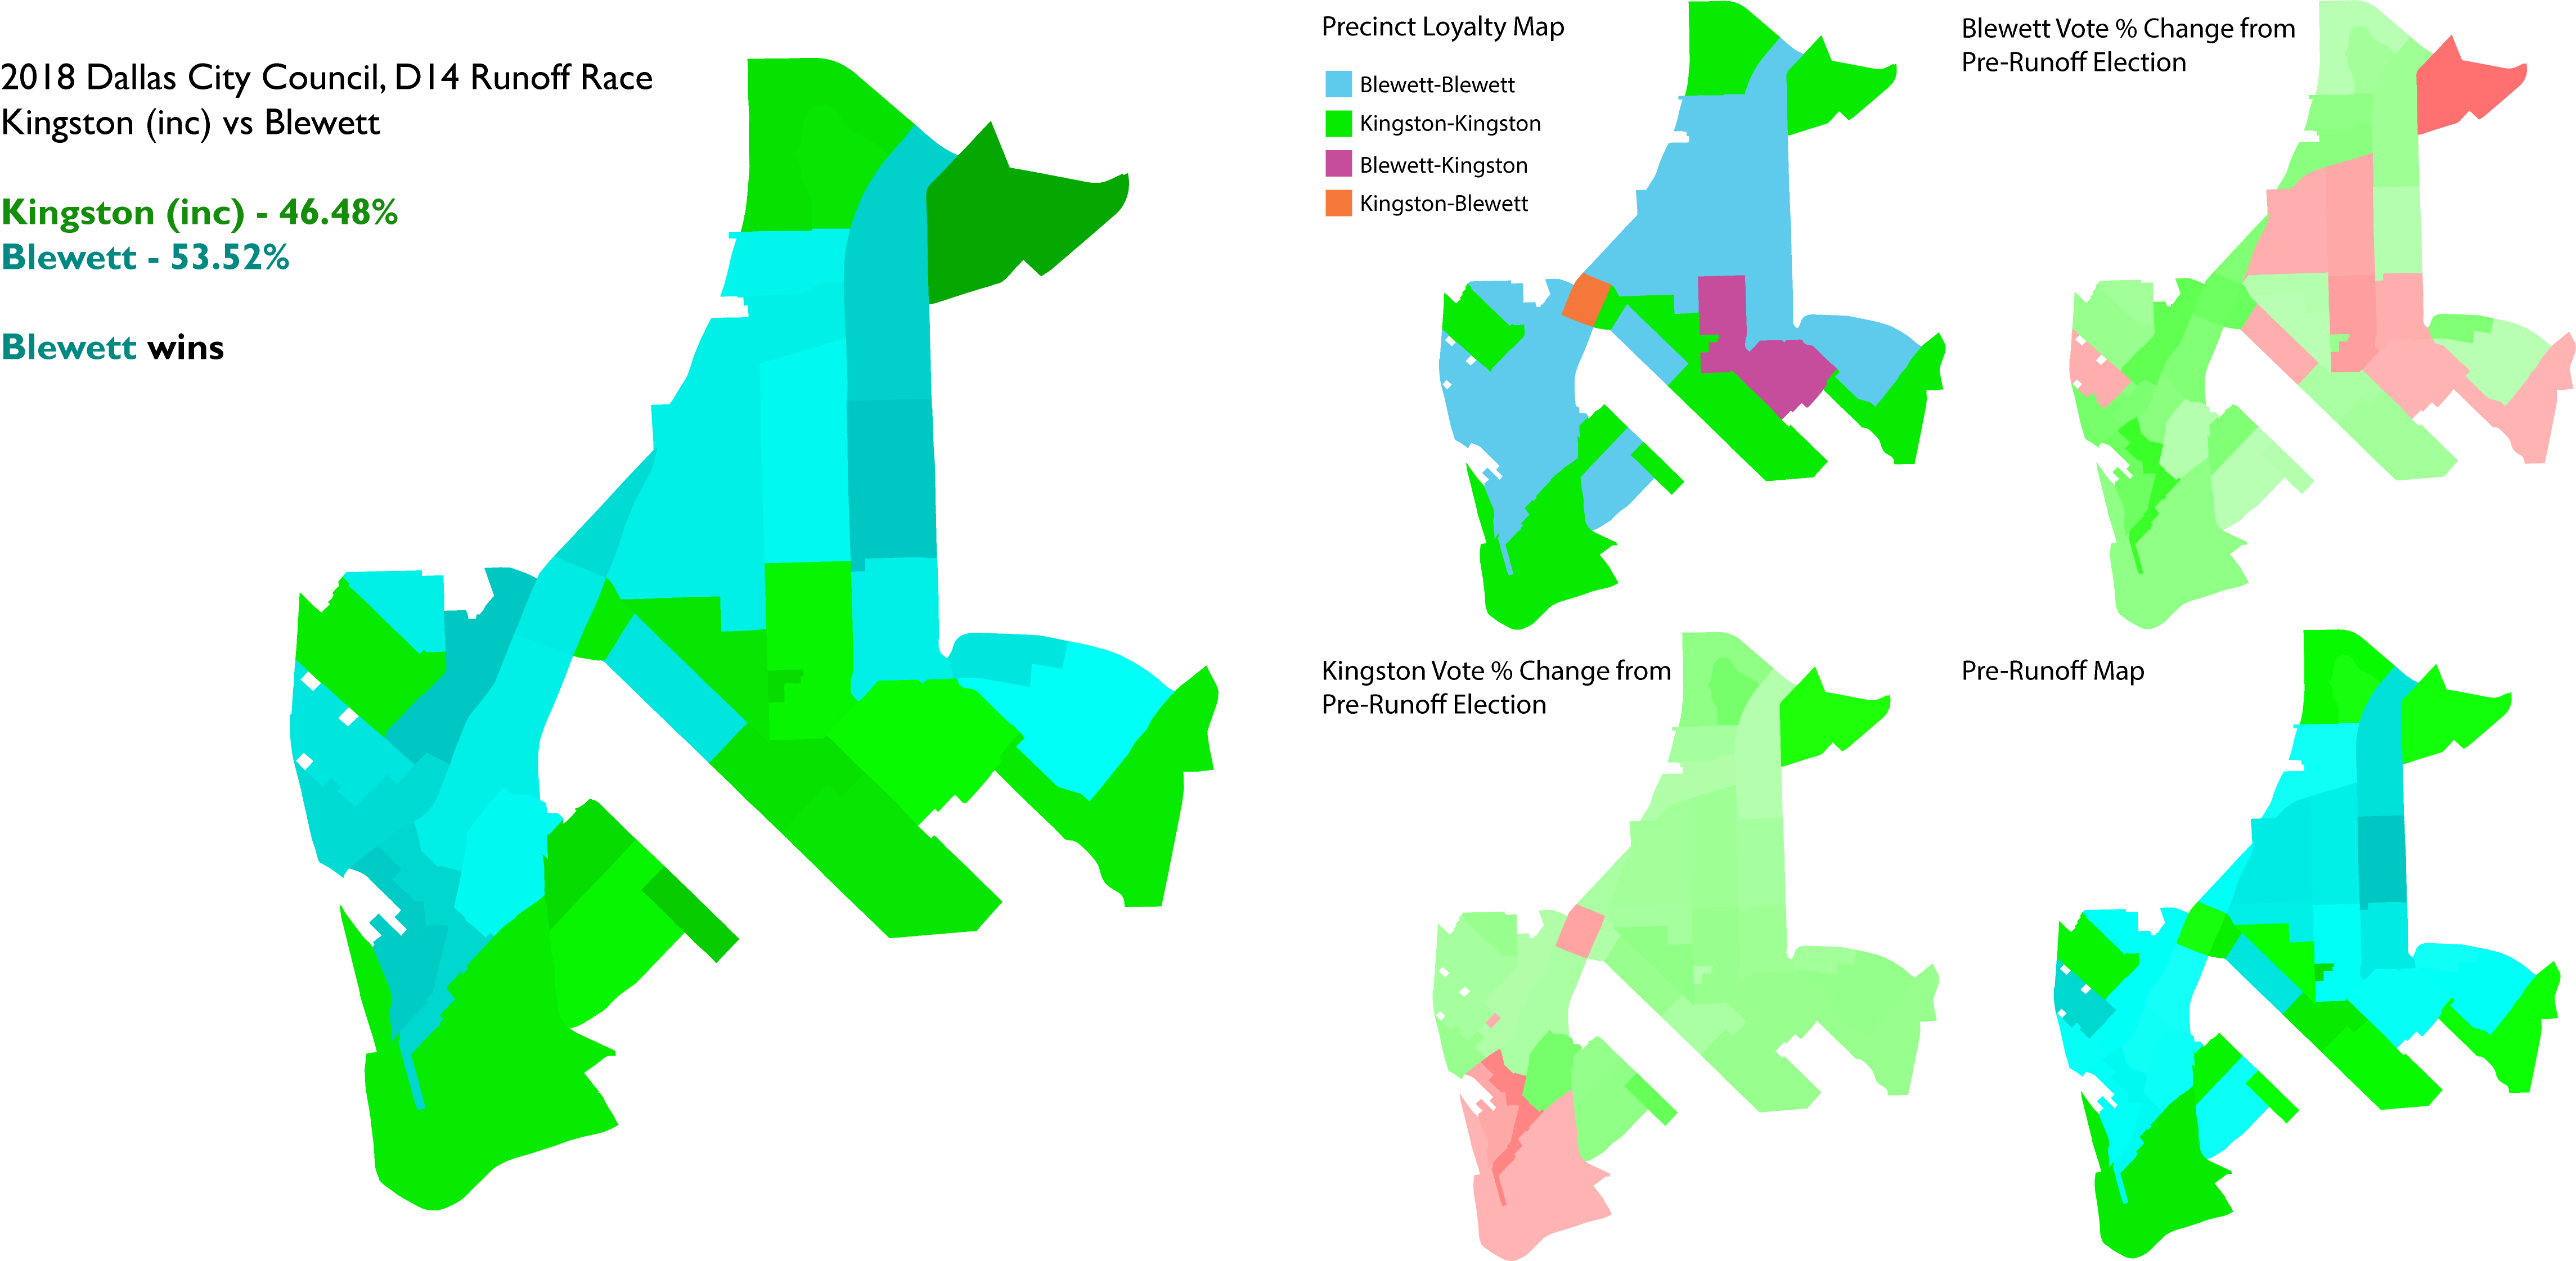 2018 Dallas City Council, D14 Runoff Race
Kingston (inc) vs Blewett
Kingston (inc) - 46.48%
Blewett - 53.52%
Blewett wins
Precinct Loyalty Map
Blewett-Blewett
Kingston-Kingston
Blewett-Kingston
Kingston-Blewett
Blewett Vote % Change from
Pre-Runoff Election
Kingston Vote % Change from
Pre-Runoff Election
Pre-Runoff Map